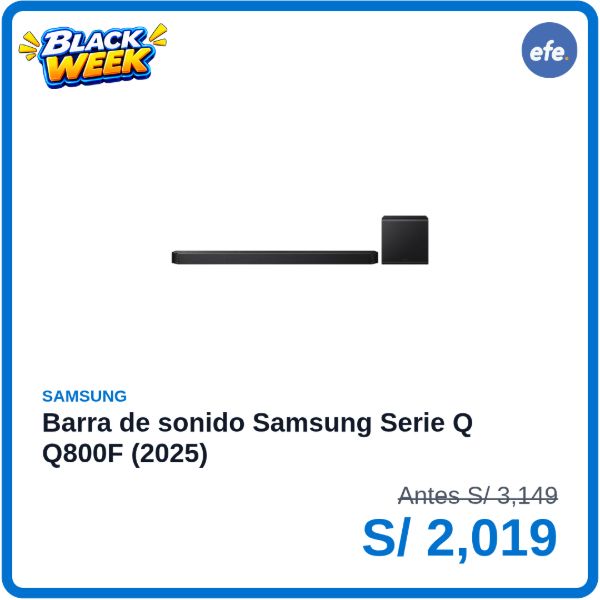 BLACK
WEEK
efe.
SAMSUNG
Barra de sonido Samsung Serie Q
Q800F (2025)
Antes S/ 3,149
S/ 2,019